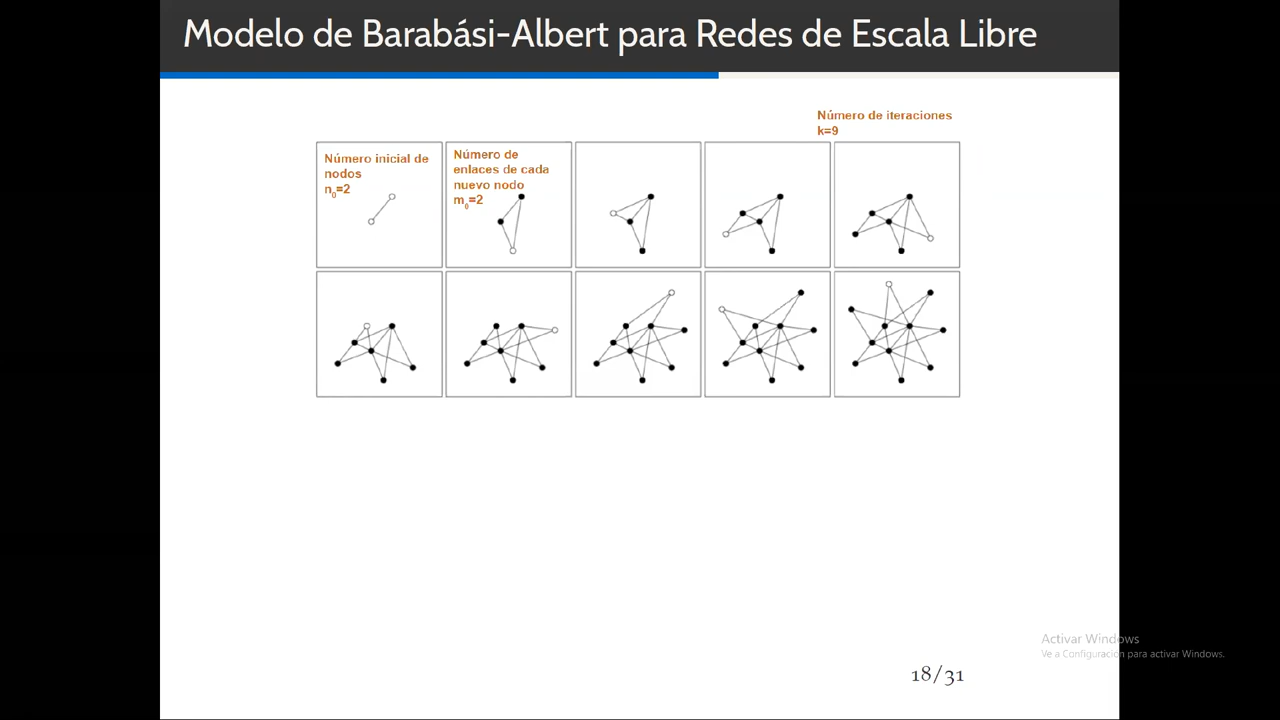 Modelo de Barabási-Albert para Redes de Escala Libre
Número de iteraciones
k=9
Número inicial de
nodos
n₀=2
Número de
enlaces de cada
nuevo nodo
m₀=2
Activar Windows
Ve a Configuración para activar Windows.
18/31